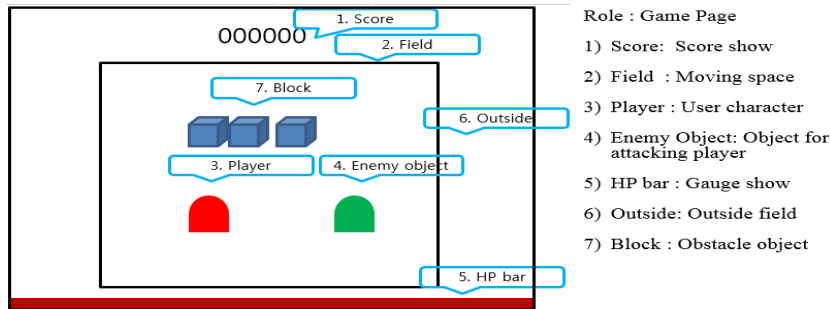 1. Score
000000
2. Field
7. Block
6. Outside
3. Player
4. Enemy object
5. HP bar
Role : Game Page
1) Score: Score show
2) Field : Moving space
3) Player : User character
4) Enemy Object: Object for
attacking player
5) HP bar : Gauge show
6) Outside: Outside field
7) Block : Obstacle object